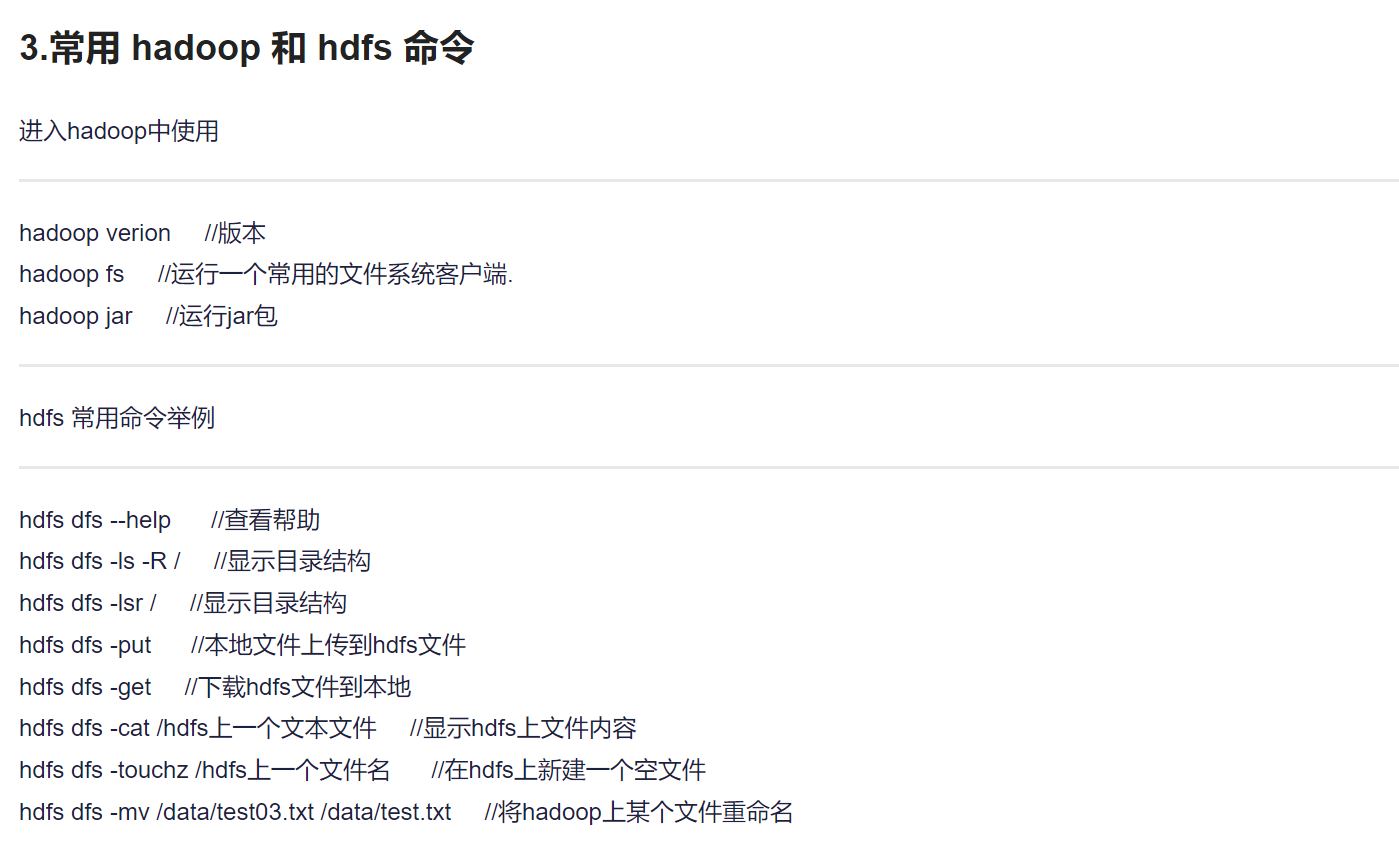 3.常用 hadoop 和 hdfs 命令
进入hadoop中使用
hadoop verion //版本
hadoop fs //运行一个常用的文件系统客户端.
hadoop jar //运行jar包
hdfs 常用命令举例
hdfs dfs --help //查看帮助
hdfs dfs -ls -R / //显示目录结构
hdfs dfs -lsr / //显示目录结构
hdfs dfs -put //本地文件上传到hdfs文件
hdfs dfs -get //下载hdfs文件到本地
hdfs dfs -cat /hdfs上一个文本文件 //显示hdfs上文件内容
hdfs dfs -touchz /hdfs上一个文件名 //在hdfs上新建一个空文件
hdfs dfs -mv /data/test03.txt /data/test.txt //将hadoop上某个文件重命名